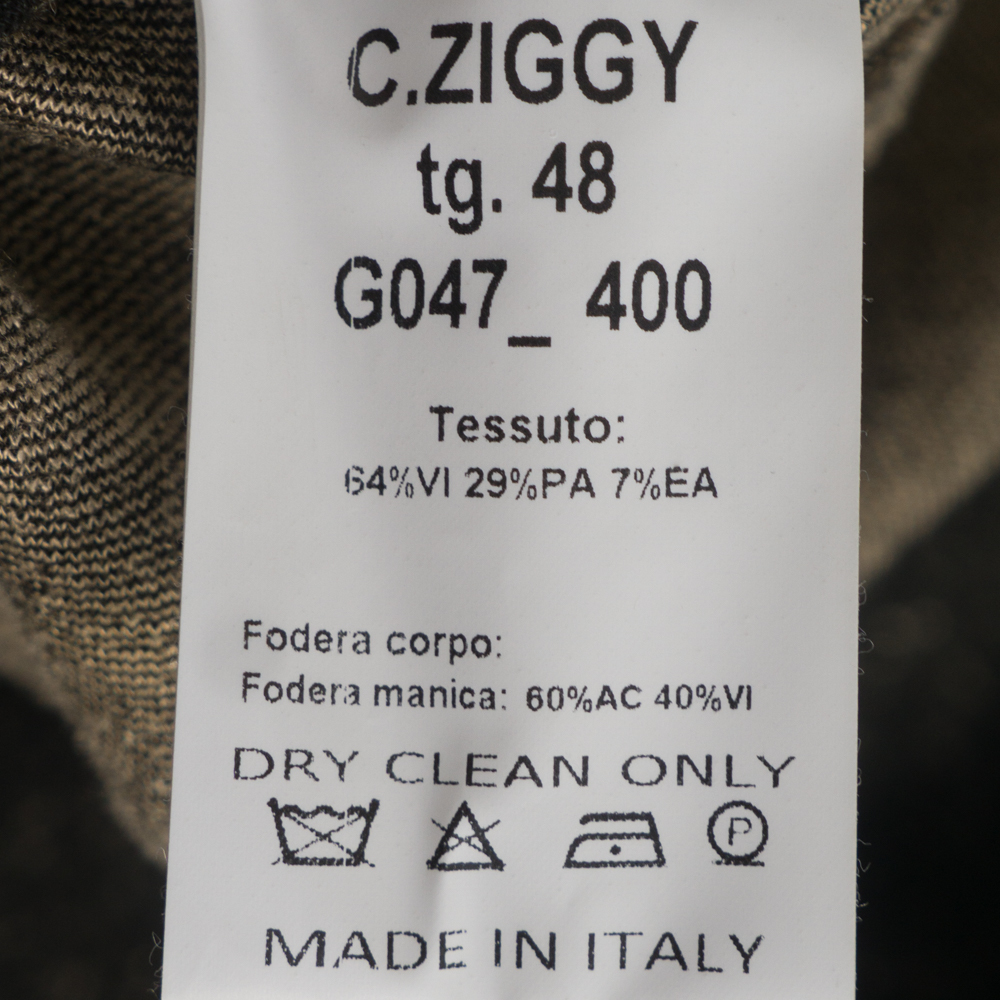 C.ZIGGY
tg. 48
G047_ 400
Tessuto:
64%VI 29%PA 7%EA
Fodera corpo:
Fodera manica: 60%AC 40%VI
DRY CLEAN ONLY
P
MADE IN ITALY